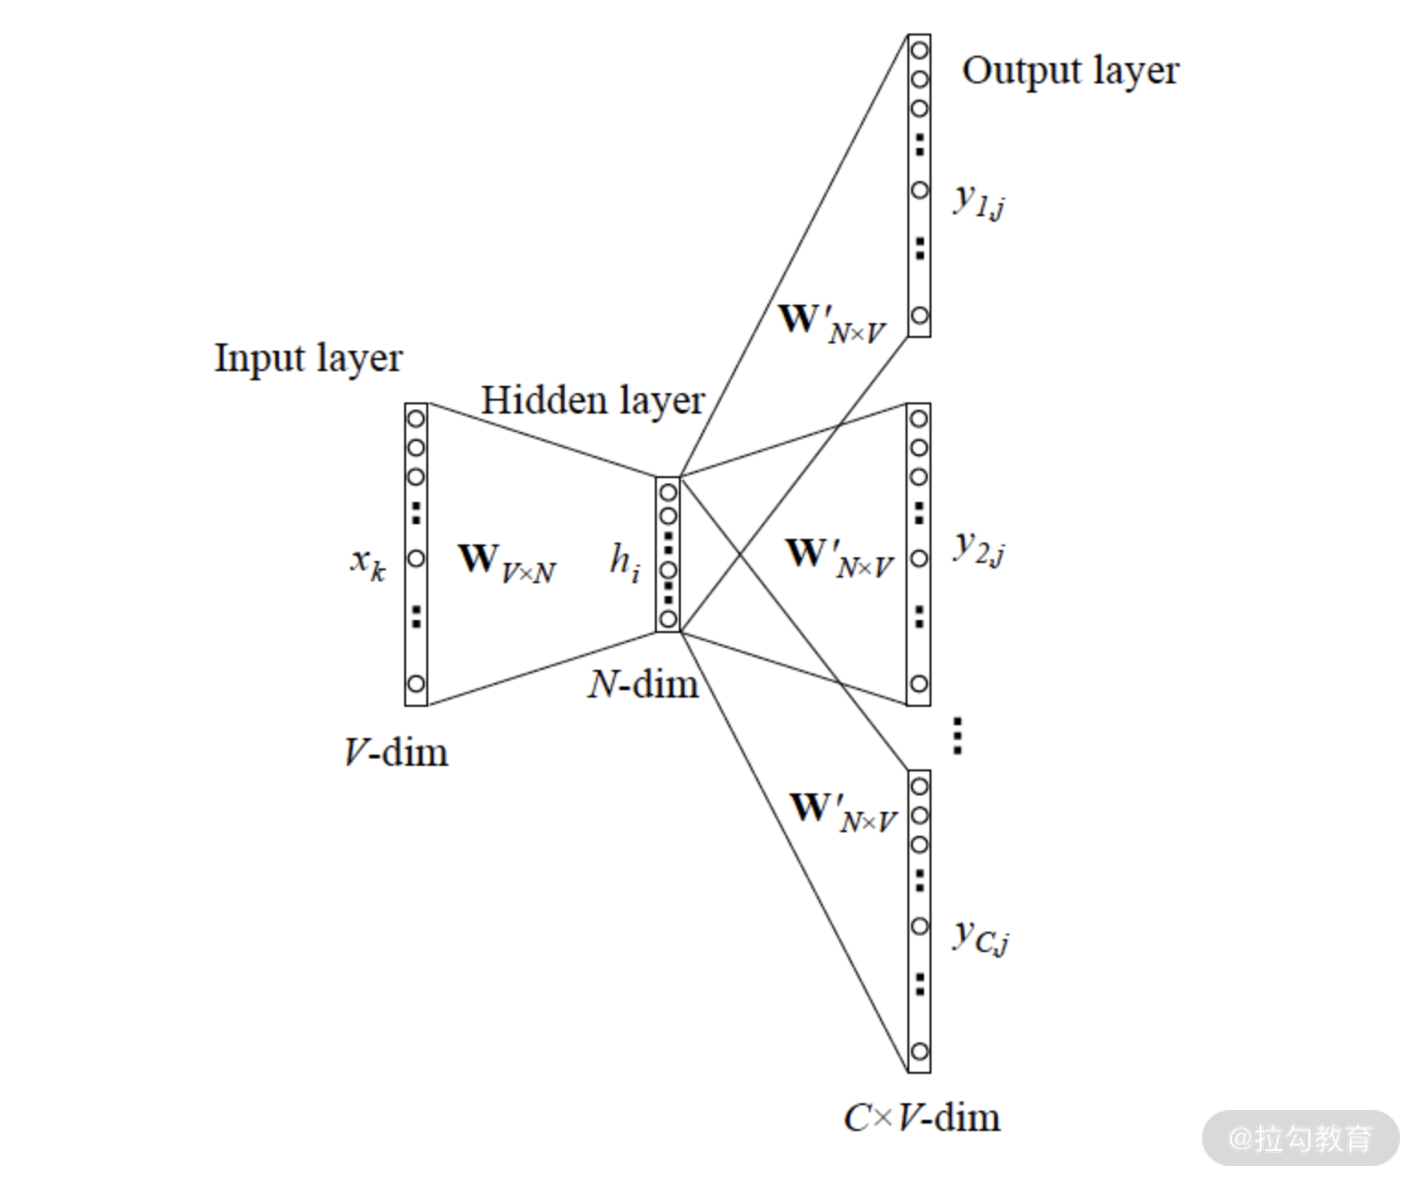 Output layer
y1,j
W'N×V
Input layer
Hidden layer
xk
WV×N
hi
W'N×V
y2,j
N-dim
V-dim
W'N×V
yC,j
C×V-dim
@拉勾教育